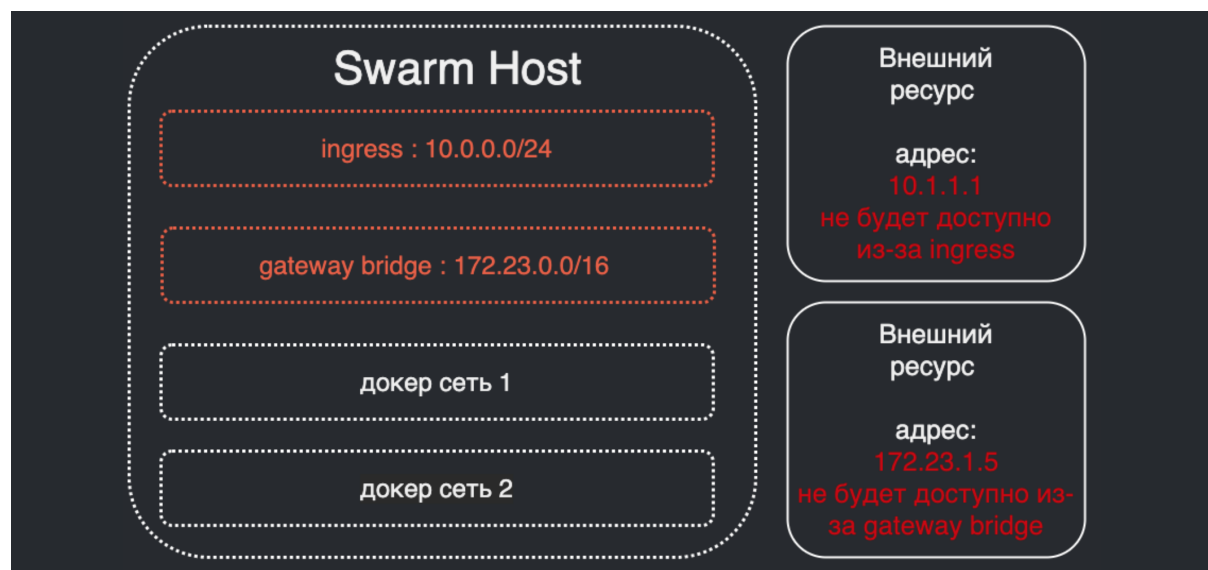 Swarm Host
ingress : 10.0.0.0/24
gateway bridge : 172.23.0.0/16
докер сеть 1
докер сеть 2
Внешний
ресурс
адрес:
10.1.1.1
не будет доступно
из-за ingress
Внешний
ресурс
адрес:
172.23.1.5
не будет доступно из-
за gateway bridge